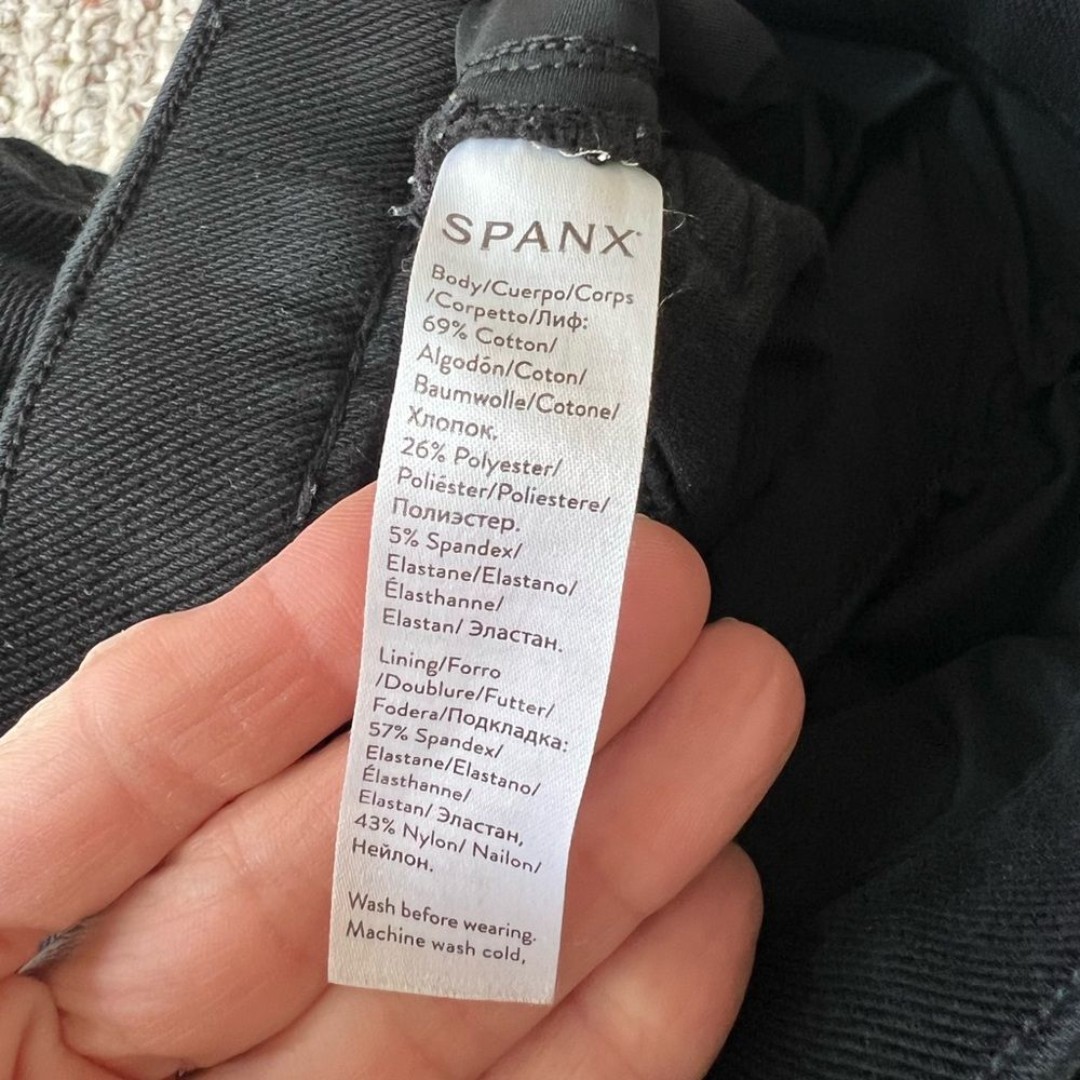 SPANX
Body/Cuerpo/Corps
/Corpetto/Лиф:
69% Cotton/
Algodón/Coton/
Baumwolle/Cotone/
Хлопок.
26% Polyester/
Poliéster/Poliestere/
Полиэстер.
5% Spandex/
Elastane/Elastano/
Élasthanne/
Elastan/ Эластан.
Lining/Forro
/Doublure/Futter/
Fodera/Подкладка:
57% Spandex/
Elastane/Elastano/
Élasthanne/
Elastan/ Эластан,
43% Nylon/ Nailon/
Нейлон.
Wash before wearing.
Machine wash cold,